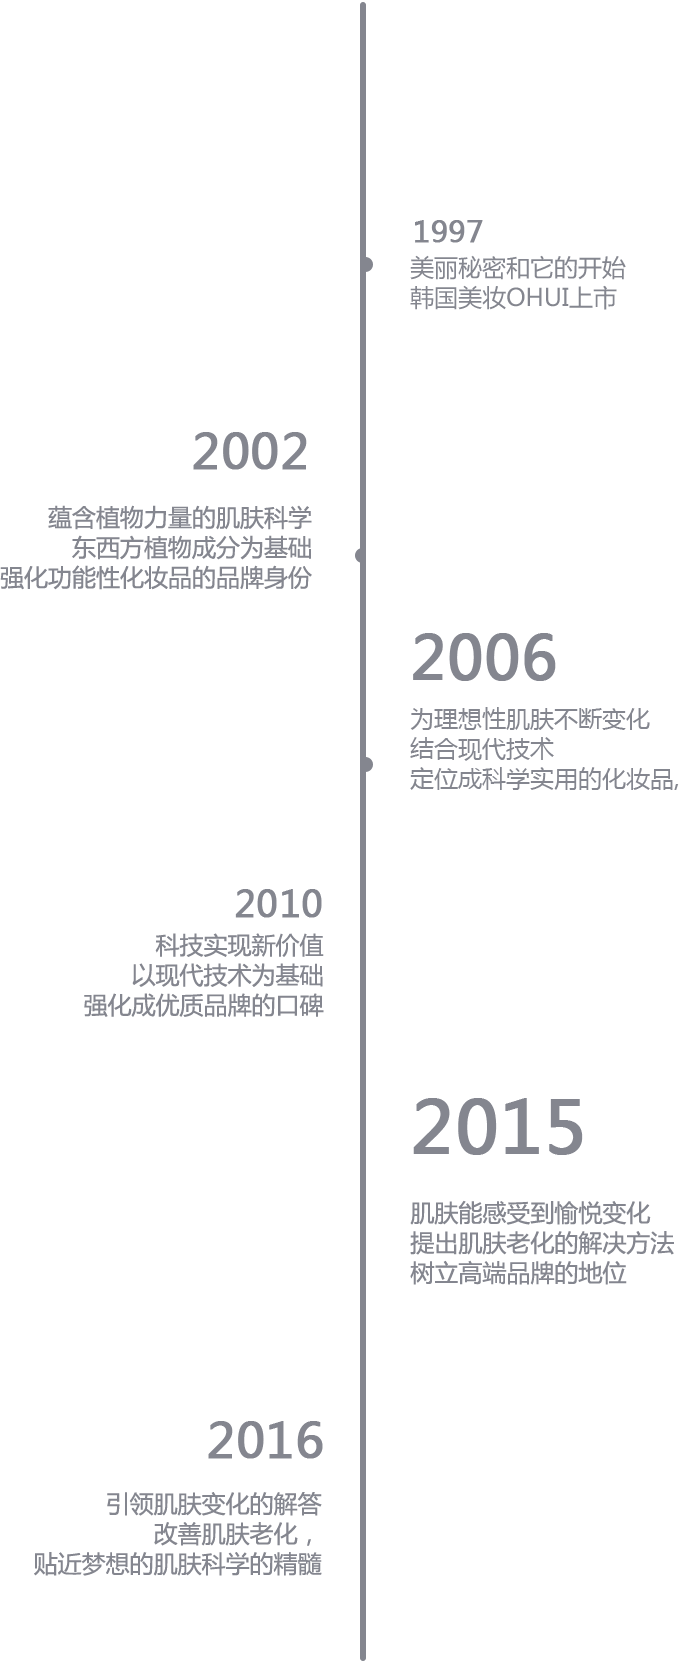 1997
美丽秘密和它的开始
韩国美妆OHUI上市
2002
蕴含植物力量的肌肤科学
东西方植物成分为基础
强化功能性化妆品的品牌身份
2006
为理想性肌肤不断变化
结合现代技术
定位成科学实用的化妆品,
2010
科技实现新价值
以现代技术为基础
强化成优质品牌的口碑
2015
肌肤能感受到愉悦变化
提出肌肤老化的解决方法
树立高端品牌的地位
2016
引领肌肤变化的解答
改善肌肤老化，
贴近梦想的肌肤科学的精髓